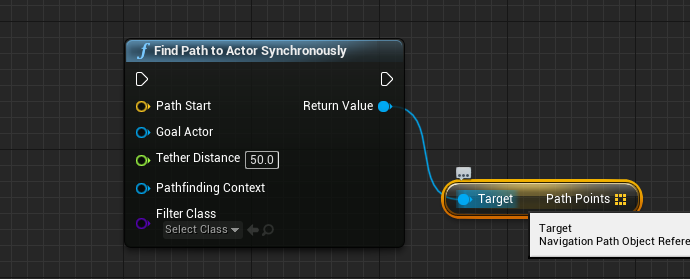 f Find Path to Actor Synchronously
Path Start Return Value
Goal Actor
Tether Distance 50.0
Pathfinding Context
Filter Class
Select Class
Target Path Points
Target
Navigation Path Object Refere